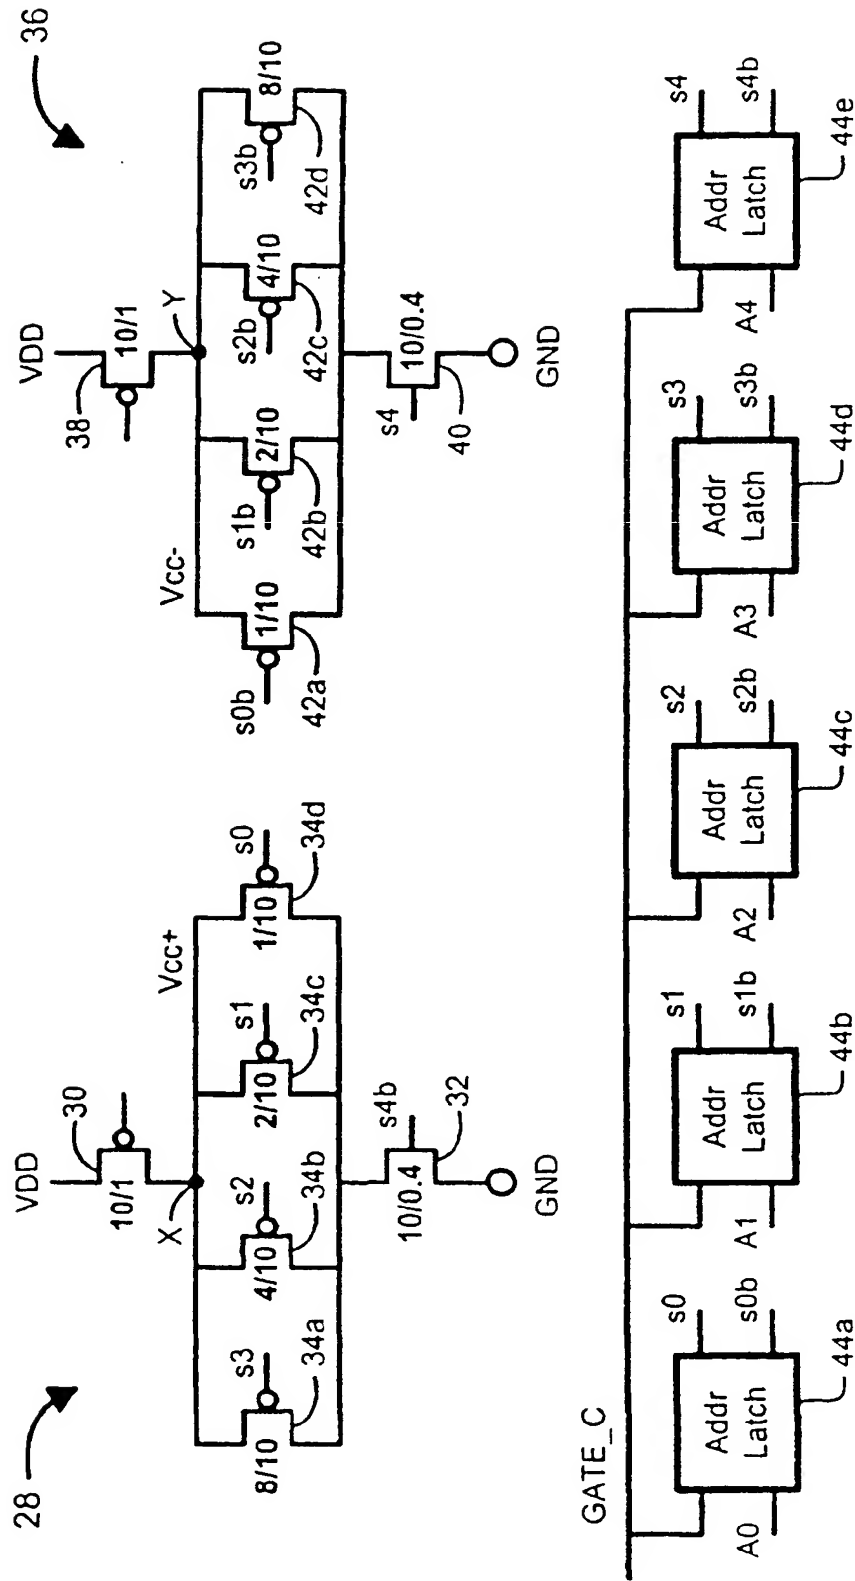 28
VDD
30
10/1
X
Vcc+
s3
8/10
34a
s2
4/10
34b
s1
2/10
34c
s0
1/10
34d
s4b
10/0.4
32
GND
36
VDD
38
10/1
Y
Vcc-
s0b
1/10
42a
s1b
2/10
42b
s2b
4/10
42c
s3b
8/10
42d
s4
10/0.4
40
GND
GATE_C
A0
Addr
Latch
s0
s0b
44a
A1
Addr
Latch
s1
s1b
44b
A2
Addr
Latch
s2
s2b
44c
A3
Addr
Latch
s3
s3b
44d
A4
Addr
Latch
s4
s4b
44e